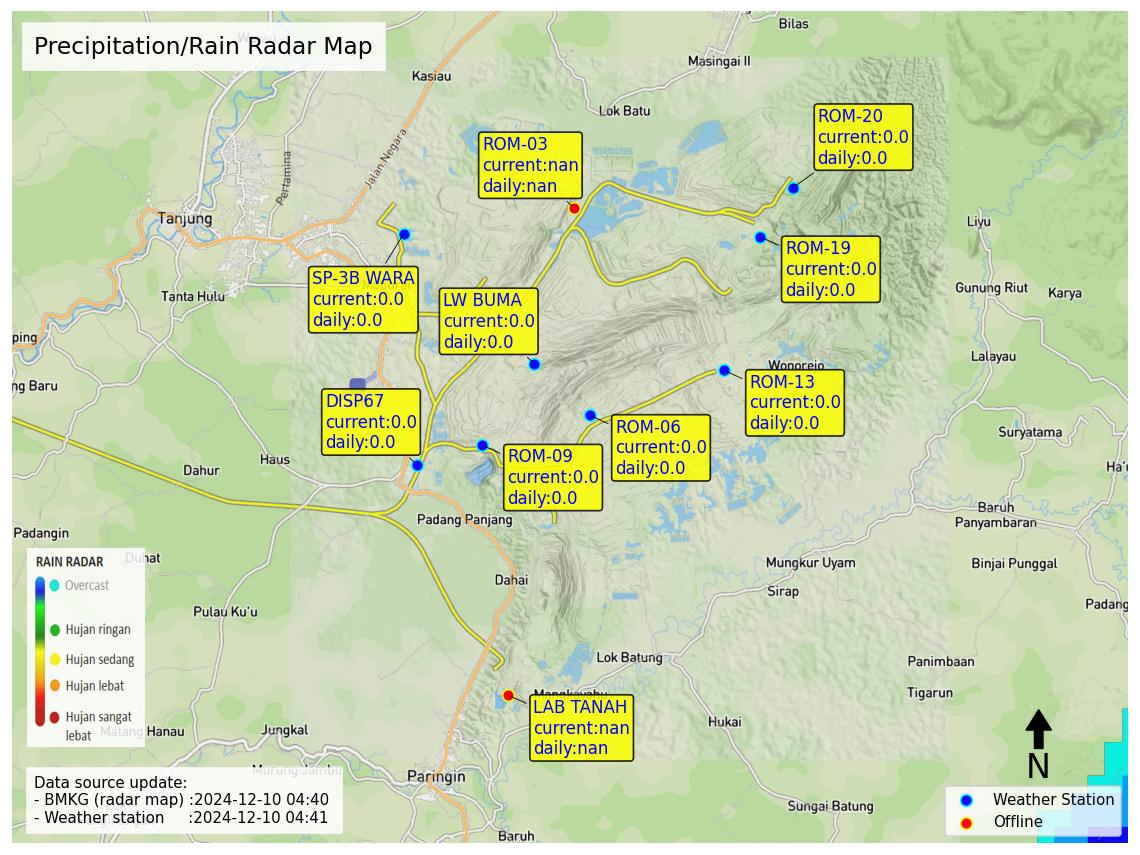 Precipitation/Rain Radar Map
Bilas
Masingai II
Kasiau
Lok Batu
Jalan Negara
Pertamina
Tanjung
Tanta Hulu
ping
ng Baru
Liyu
Gunung Riut
Karya
Lalayau
Wonorejo
Suryatama
Ha'u
Baruh
Panyambaran
Binjai Punggal
Padang
Haus
Dahur
Padangin
Duhat
Padang Panjang
Dahai
Mungkur Uyam
Sirap
Pulau Ku'u
Lok Batung
Panimbaan
Tigarun
Hukai
Jungkal
Paringin
Sungai Batung
Baruh
ROM-20
current:0.0
daily:0.0
ROM-03
current:nan
daily:nan
ROM-19
current:0.0
daily:0.0
SP-3B WARA
current:0.0
daily:0.0
LW BUMA
current:0.0
daily:0.0
ROM-13
current:0.0
daily:0.0
DISP67
current:0.0
daily:0.0
ROM-06
current:0.0
daily:0.0
ROM-09
current:0.0
daily:0.0
LAB TANAH
current:nan
daily:nan
RAIN RADAR
Overcast
Hujan ringan
Hujan sedang
Hujan lebat
Hujan sangat
lebat
Data source update:
- BMKG (radar map) :2024-12-10 04:40
- Weather station :2024-12-10 04:41
N
Weather Station
Offline